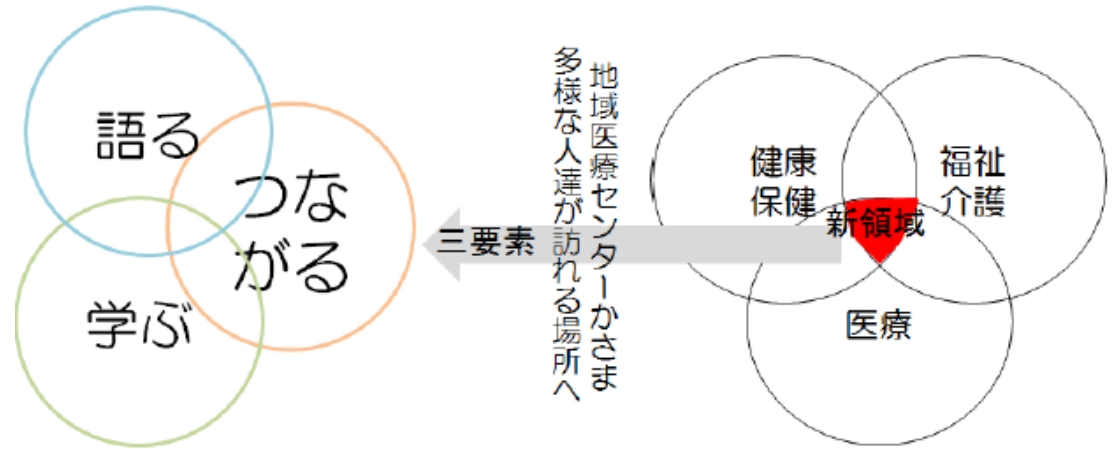 語る
つな
がる
学ぶ
三要素
地域医療センターかさま
多様な人達が訪れる場所へ
健康
保健
福祉
介護
新領域
医療